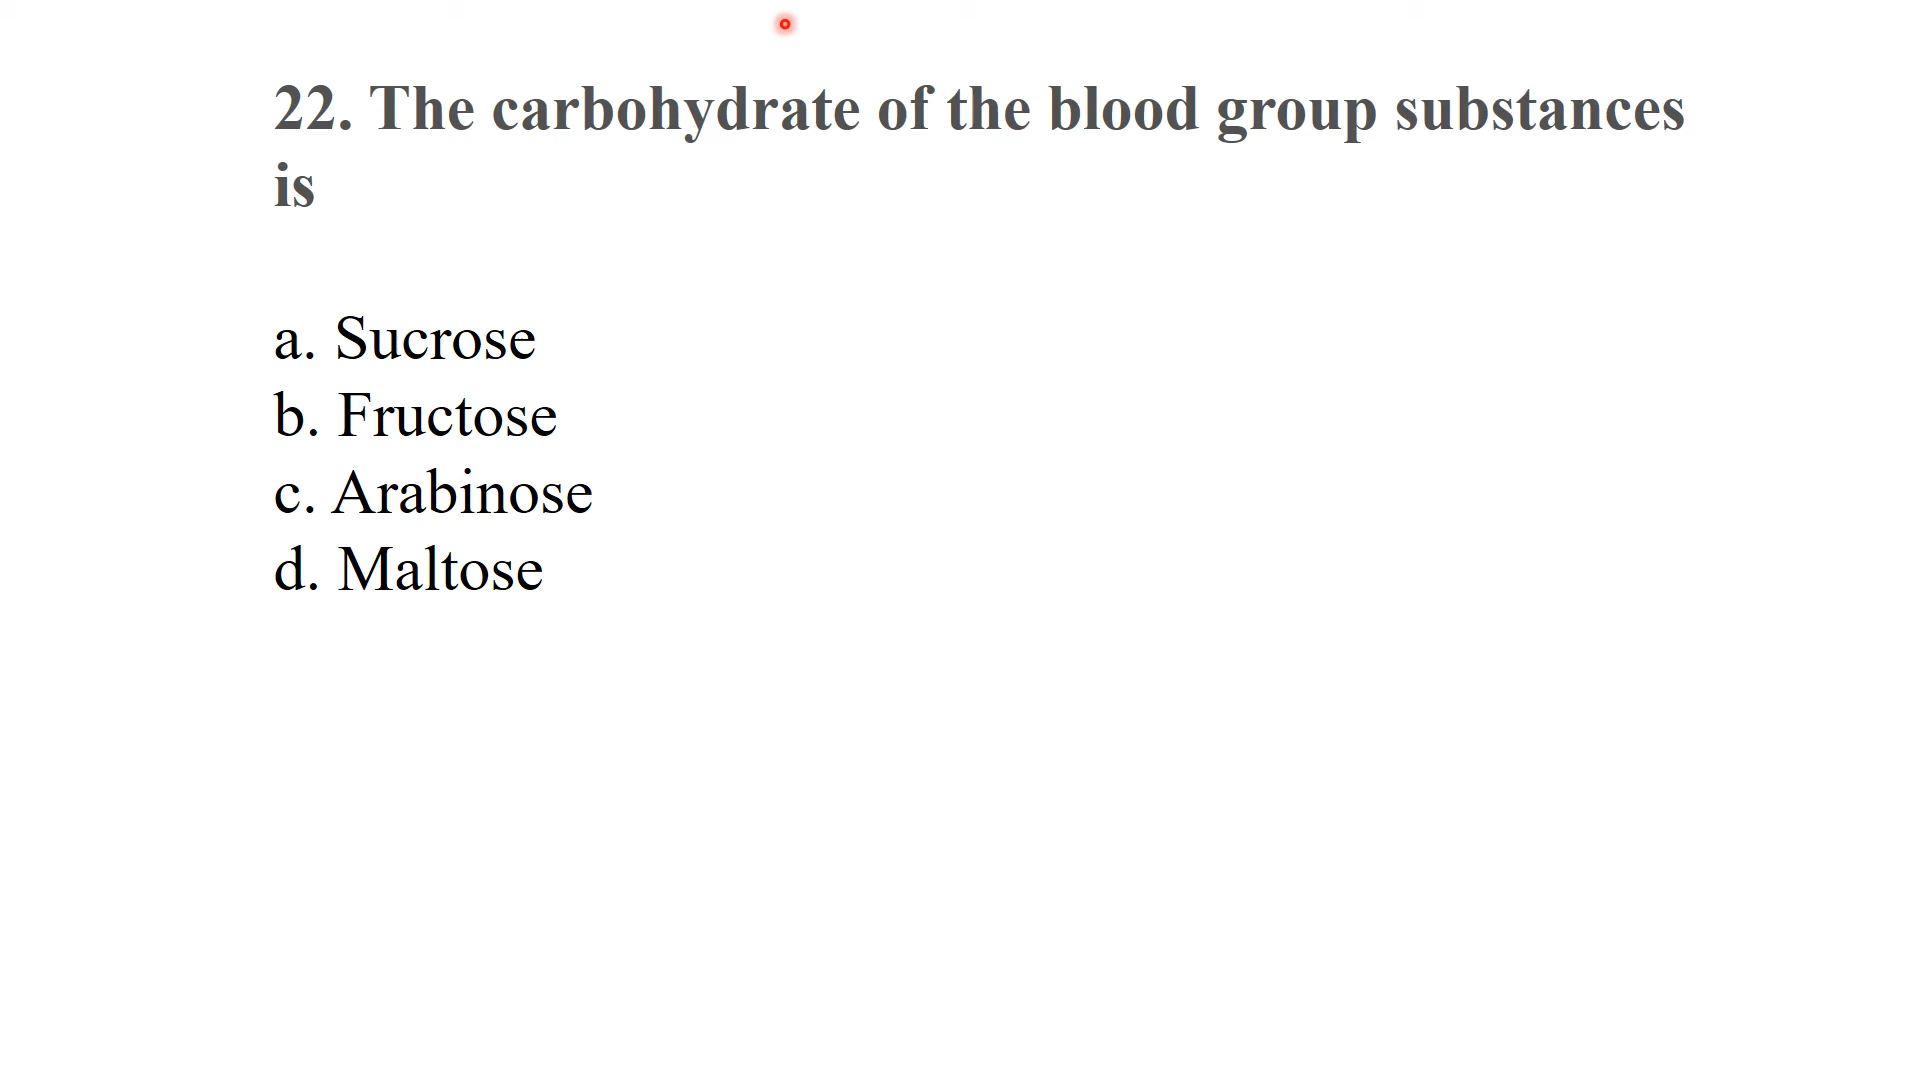 22. The carbohydrate of the blood group substances
is
a. Sucrose
b. Fructose
c. Arabinose
d. Maltose